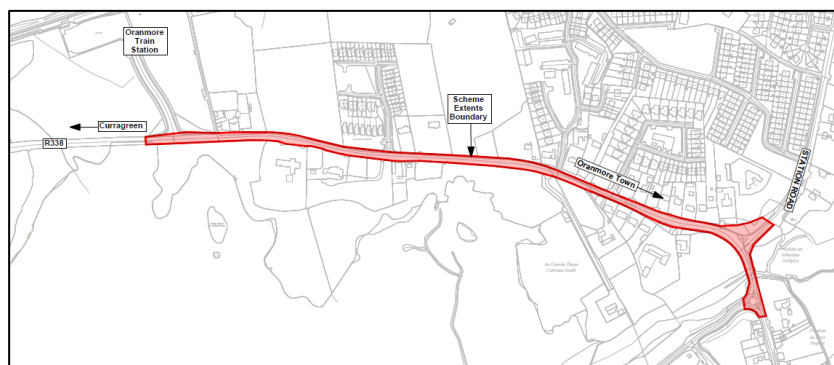 Oranmore
Train
Station
Curragreen
R338
Scheme
Extents
Boundary
Oranmore Town
STATION ROAD